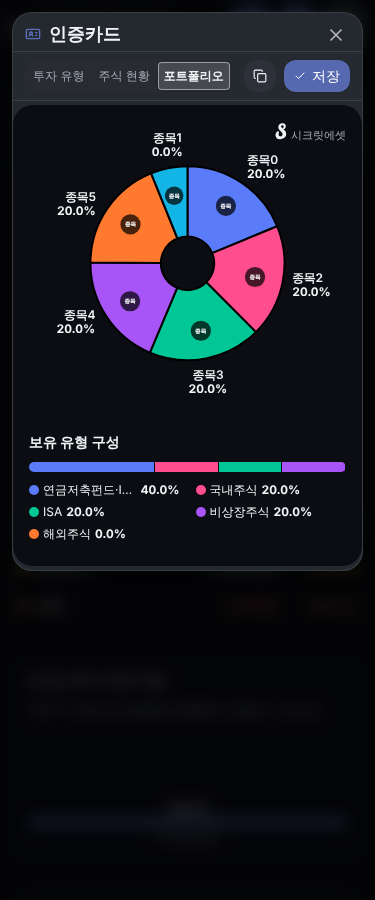 인증카드
투자 유형 주식 현황 포트폴리오 저장
시크릿에셋
종목1
0.0%
종목0
20.0%
종목5
20.0%
종목2
20.0%
종목4
20.0%
종목3
20.0%
종목
종목
종목
종목
종목
종목
보유 유형 구성
연금저축펀드·I... 40.0% 국내주식 20.0%
ISA 20.0% 비상장주식 20.0%
해외주식 0.0%